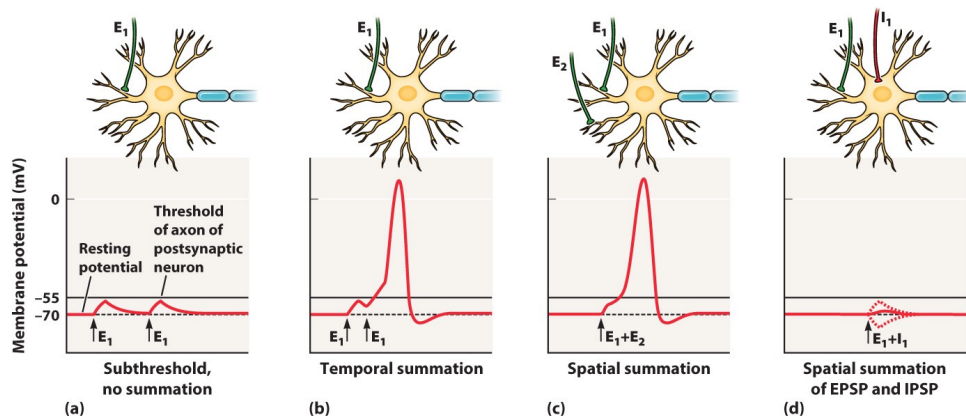 E₁
E₁
E₂
E₁
E₁
I₁
Membrane potential (mV)
0
–55
–70
Resting
potential
Threshold
of axon of
postsynaptic
neuron
E₁
E₁
Subthreshold,
no summation
(a)
E₁
E₁
Temporal summation
(b)
E₁+E₂
Spatial summation
(c)
E₁+I₁
Spatial summation
of EPSP and IPSP
(d)